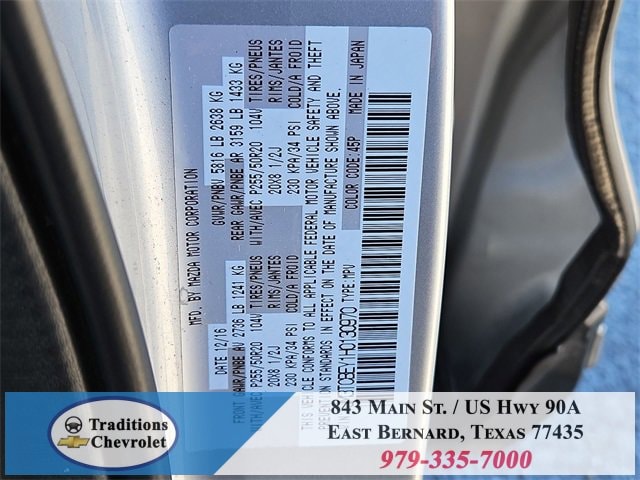 MFD. BY MAZDA MOTOR CORPORATION
DATE 12/16 GVWR/PNBV 5816 LB 2638 KG
FRONT GAWR/PNBE AV 2736 LB 1241 KG REAR GAWR/PNBE AR 3159 LB 1433 KG
P255/50R20 104V TIRES/PNEUS WITH/AVEC P255/50R20 104V TIRES/PNEUS
20X8 1/2J RIMS/JANTES 20X8 1/2J RIMS/JANTES
230 KPA/34 PSI COLD/A FROID 230 KPA/34 PSI COLD/A FROID
THIS VEHICLE CONFORMS TO ALL APPLICABLE FEDERAL MOTOR VEHICLE SAFETY AND THEFT
PREVENTION STANDARDS IN EFFECT ON THE DATE OF MANUFACTURE SHOWN ABOVE.
TYPE:MPV
COLOR CODE:45P MADE IN JAPAN
Traditions
Chevrolet
843 Main St. / US Hwy 90A
East Bernard, Texas 77435
979-335-7000